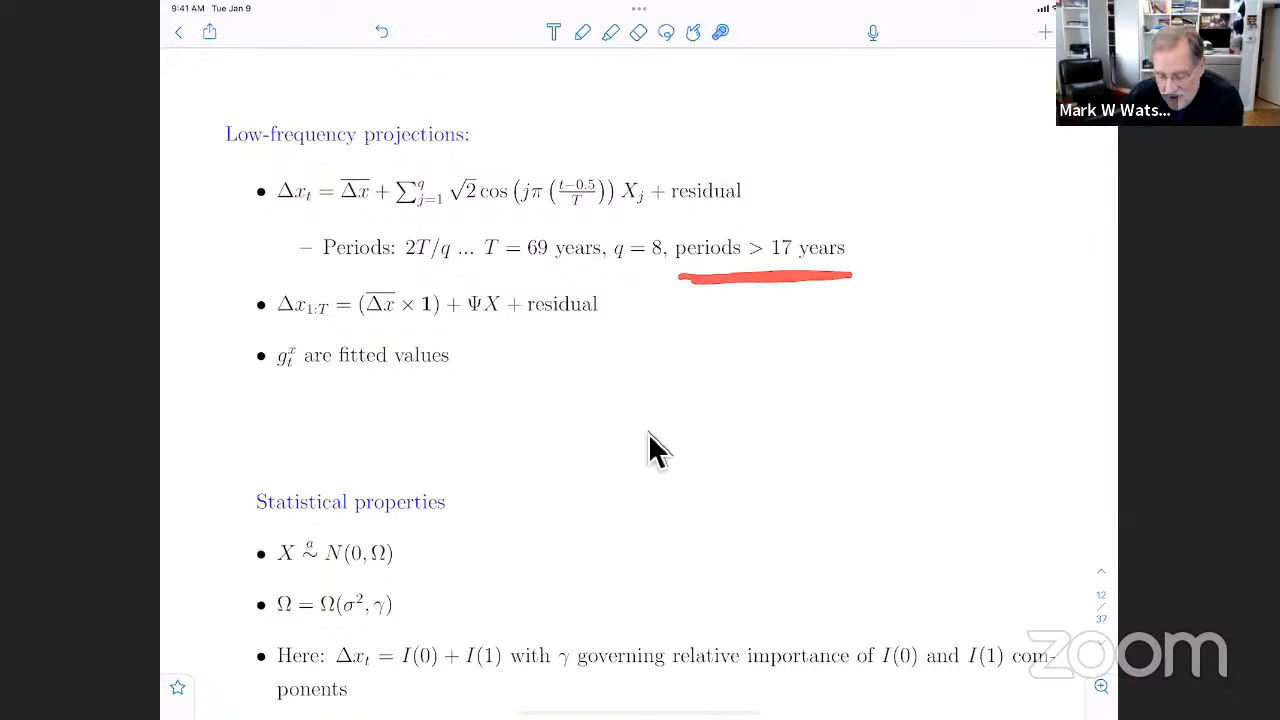 9:41 AM Tue Jan 9
Mark W Wats...
Low-frequency projections:
• Δx_t = \overline{Δx} + ∑_{j=1}^{q} √2 cos (jπ (\frac{t−0.5}{T})) X_j + residual
– Periods: 2T/q ... T = 69 years, q = 8, periods > 17 years
• Δx_{1:T} = (\overline{Δx} × 1) + ΨX + residual
• g_t^x are fitted values
Statistical properties
• X \overset{a}{∼} N(0, Ω)
• Ω = Ω(σ², γ)
• Here: Δx_t = I(0) + I(1) with γ governing relative importance of I(0) and I(1) com-
ponents
12
/
37
zoom